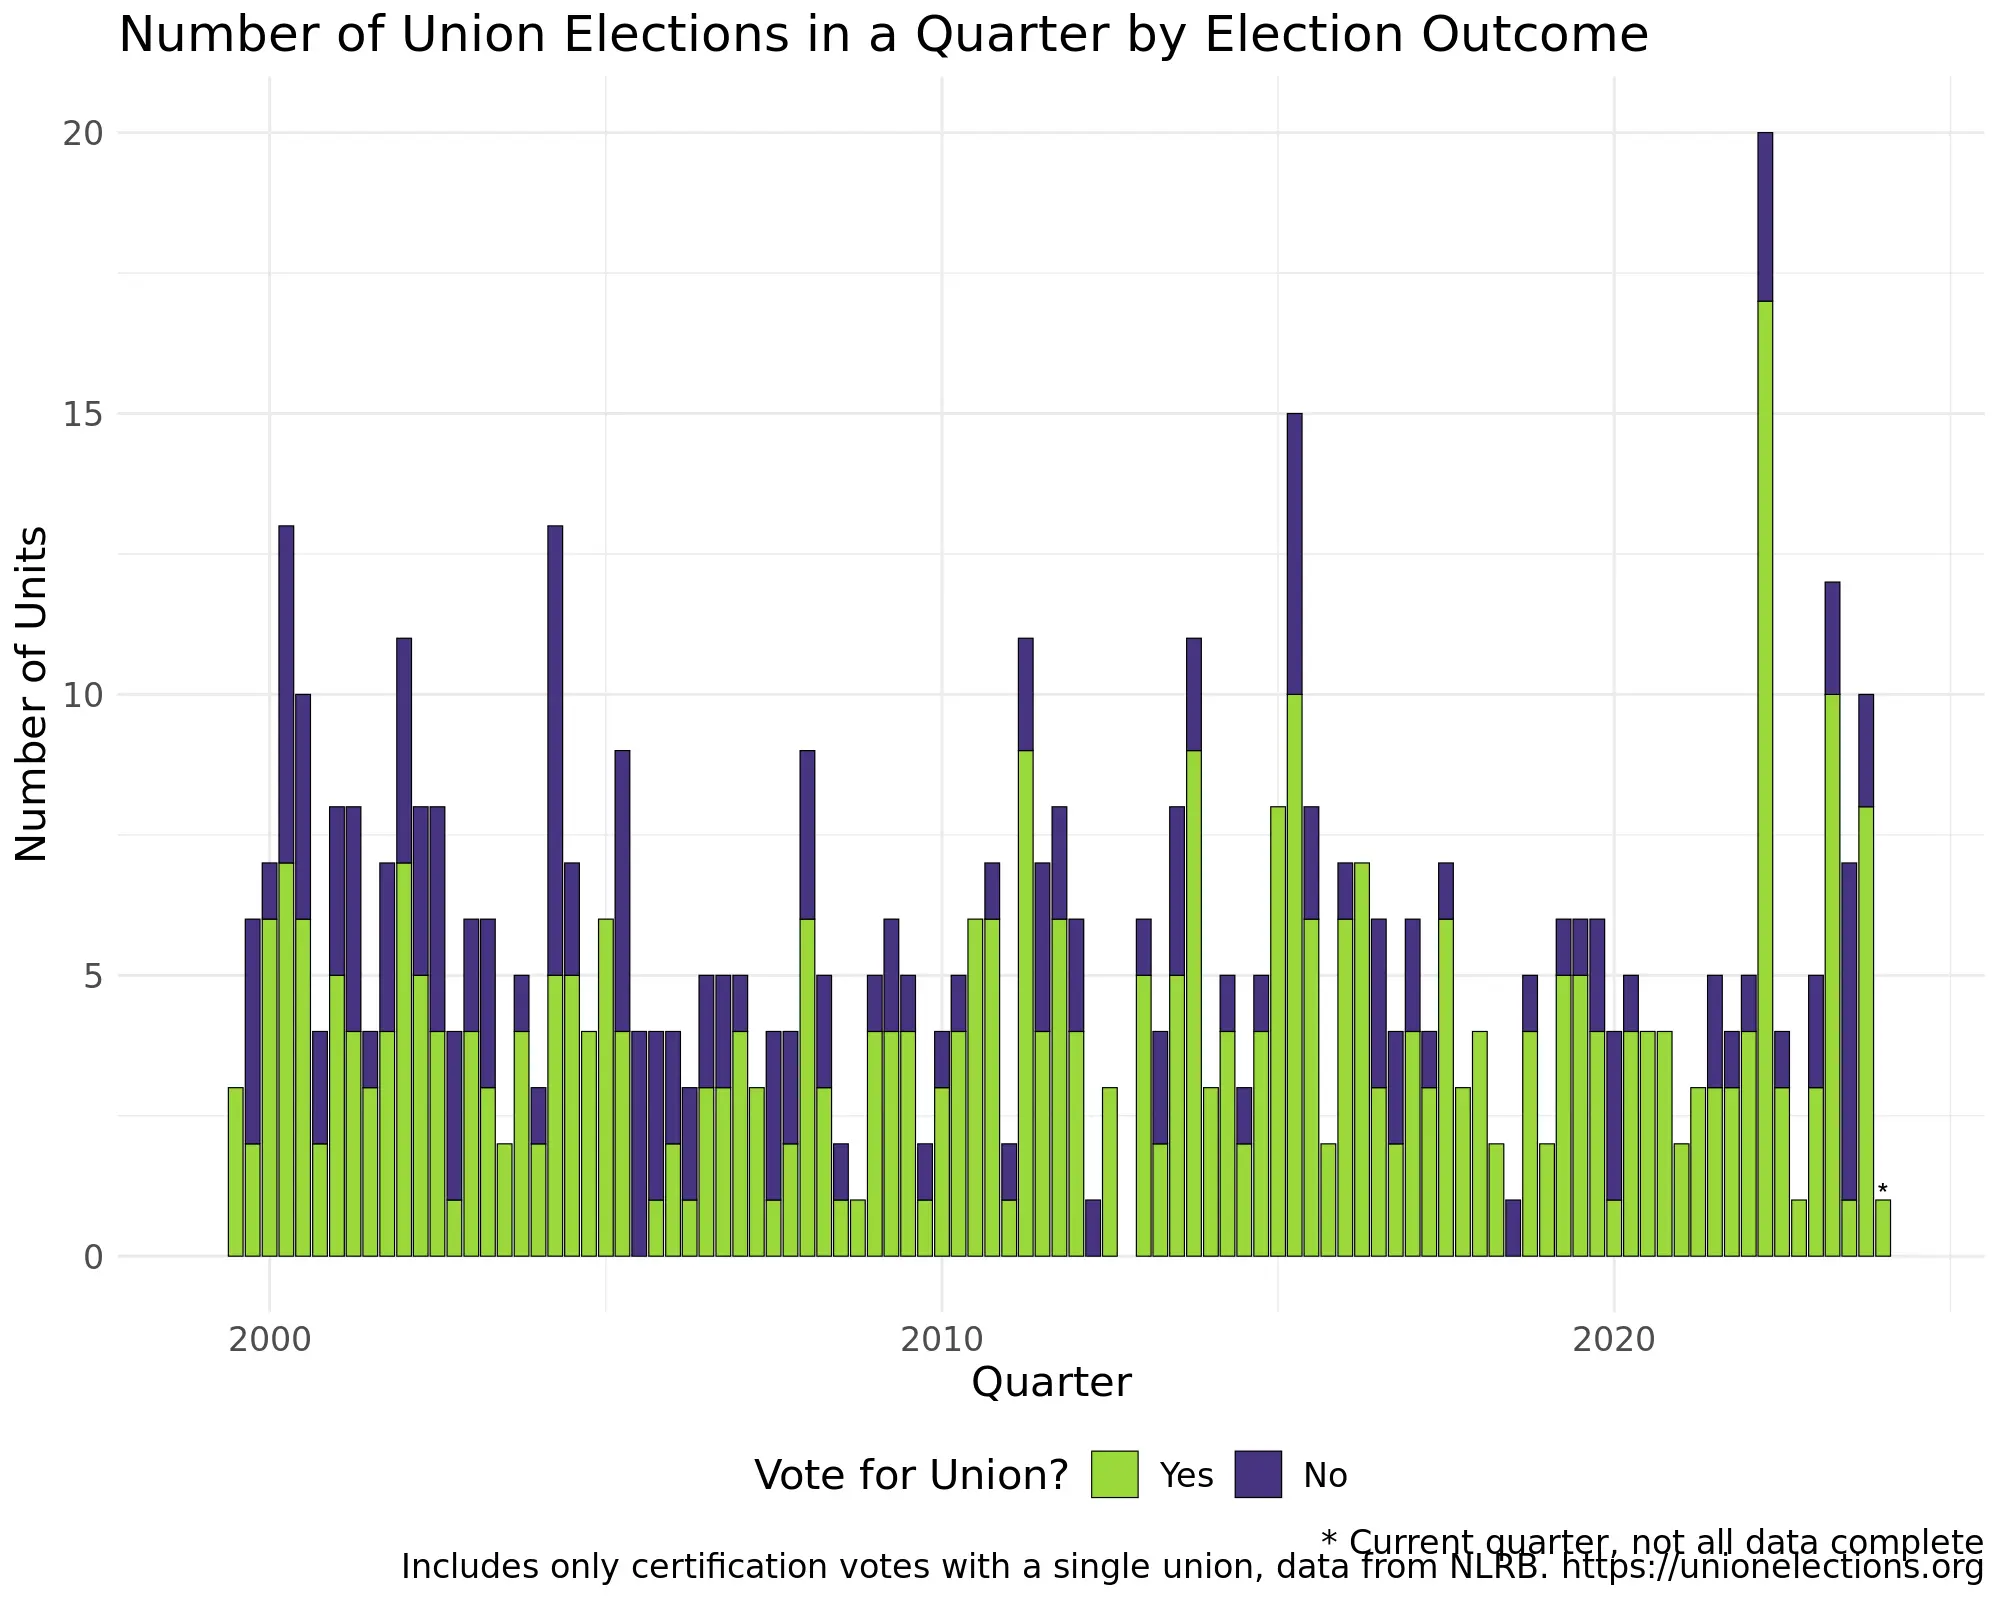 Number of Union Elections in a Quarter by Election Outcome
Number of Units
20
15
10
5
0
*
2000 2010 2020
Quarter
Vote for Union? Yes No
* Current quarter, not all data complete
Includes only certification votes with a single union, data from NLRB. https://unionelections.org